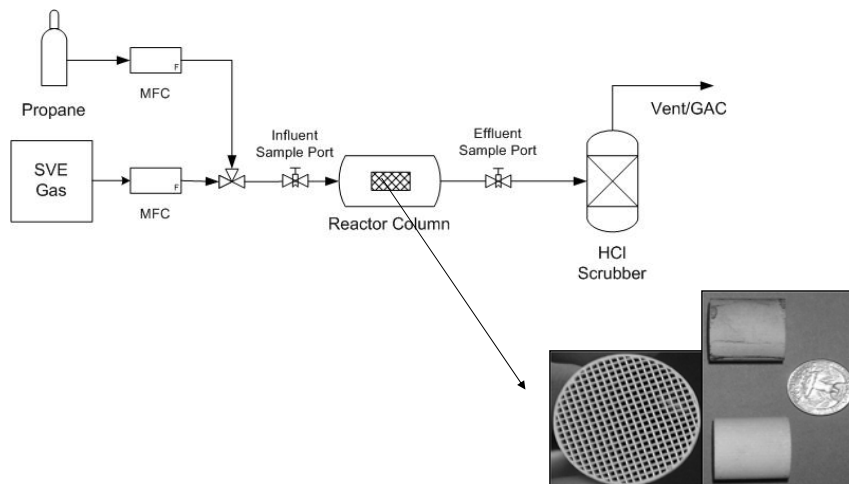 Propane
MFC
F
Vent/GAC
Influent
Sample Port
Effluent
Sample Port
SVE
Gas
MFC
F
Reactor Column
HCl
Scrubber